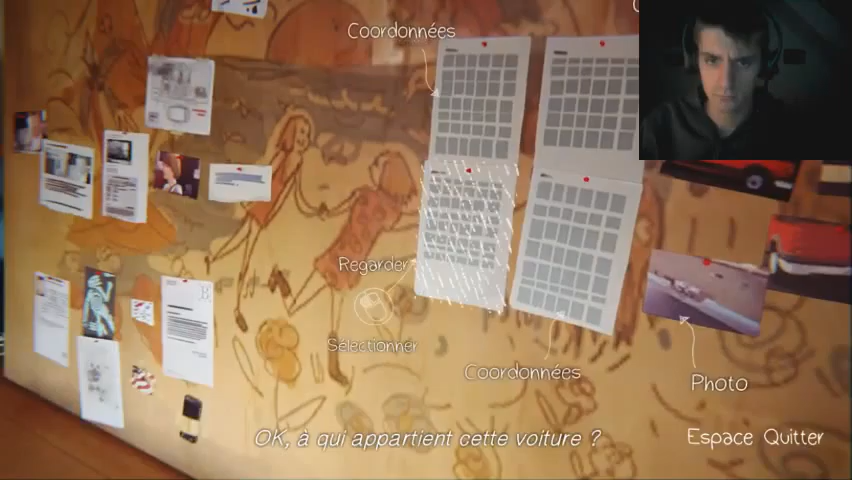 Coordonnées
Regarder
Sélectionner
Coordonnées
Photo
OK, à qui appartient cette voiture ?
Espace Quitter